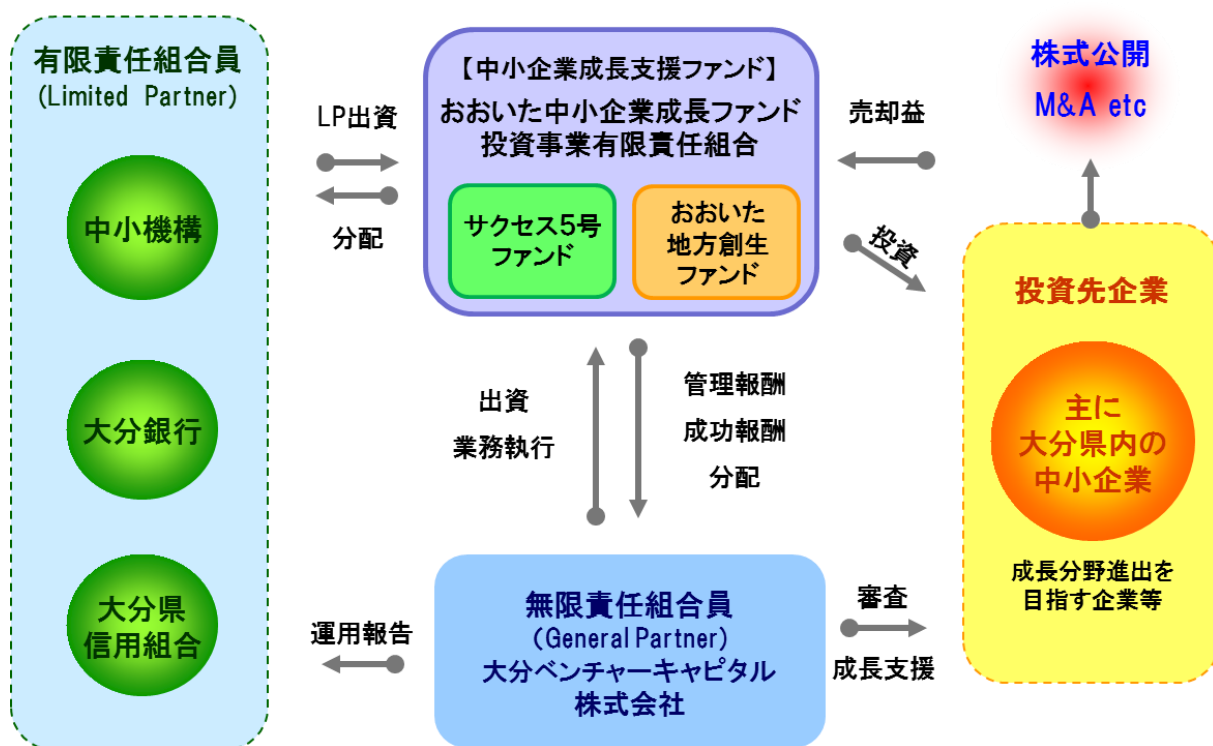 有限責任組合員
(Limited Partner)
中小機構
大分銀行
大分県
信用組合
LP出資
分配
運用報告
【中小企業成長支援ファンド】
おおいた中小企業成長ファンド
投資事業有限責任組合
サクセス5号
ファンド
おおいた
地方創生
ファンド
出資
業務執行
管理報酬
成功報酬
分配
無限責任組合員
(General Partner)
大分ベンチャーキャピタル
株式会社
売却益
投資
審査
成長支援
株式公開
M&A etc
投資先企業
主に
大分県内の
中小企業
成長分野進出を
目指す企業等